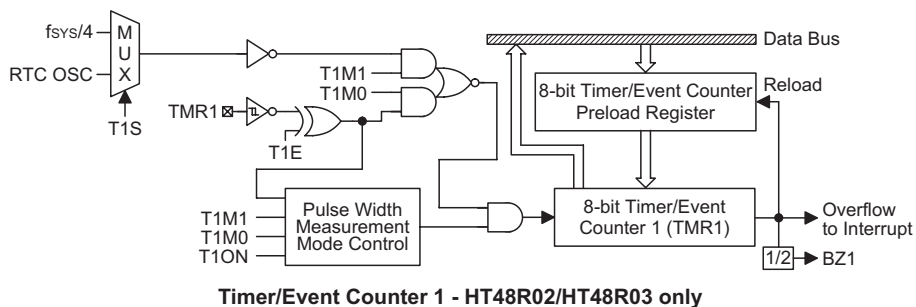 fSYS/4
M
U
X
RTC OSC
T1S
T1M1
T1M0
TMR1
T1E
T1M1
T1M0
T1ON
Pulse Width
Measurement
Mode Control
Data Bus
8-bit Timer/Event Counter
Preload Register
Reload
8-bit Timer/Event
Counter 1 (TMR1)
Overflow
to Interrupt
1/2
BZ1
Timer/Event Counter 1 - HT48R02/HT48R03 only